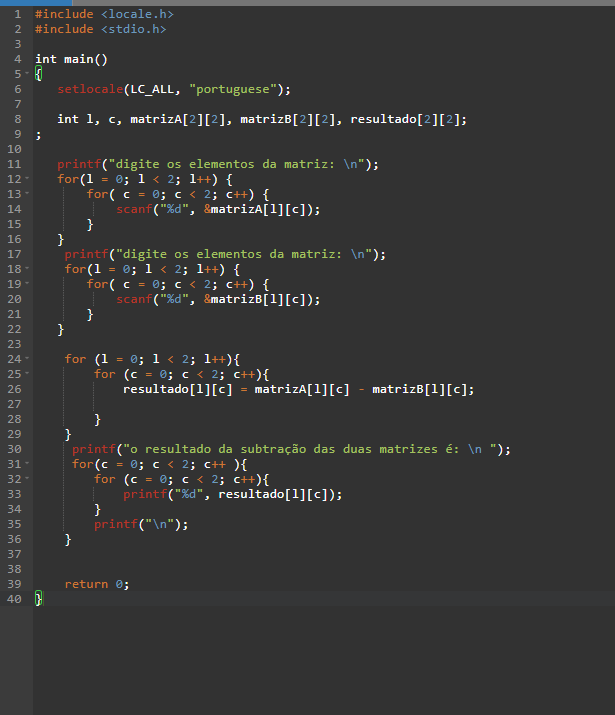 1 #include <locale.h>
2 #include <stdio.h>
3
4 int main()
5 {
6 setlocale(LC_ALL, "portuguese");
7
8 int l, c, matrizA[2][2], matrizB[2][2], resultado[2][2];
9 ;
10
11 printf("digite os elementos da matriz: \n");
12 for(l = 0; l < 2; l++) {
13 for( c = 0; c < 2; c++) {
14 scanf("%d", &matrizA[l][c]);
15 }
16 }
17 printf("digite os elementos da matriz: \n");
18 for(l = 0; l < 2; l++) {
19 for( c = 0; c < 2; c++) {
20 scanf("%d", &matrizB[l][c]);
21 }
22 }
23
24 for (l = 0; l < 2; l++){
25 for (c = 0; c < 2; c++){
26 resultado[l][c] = matrizA[l][c] - matrizB[l][c];
27
28 }
29 }
30 printf("o resultado da subtração das duas matrizes é: \n ");
31 for(c = 0; c < 2; c++ ){
32 for (c = 0; c < 2; c++){
33 printf("%d", resultado[l][c]);
34 }
35 printf("\n");
36 }
37
38
39 return 0;
40 }